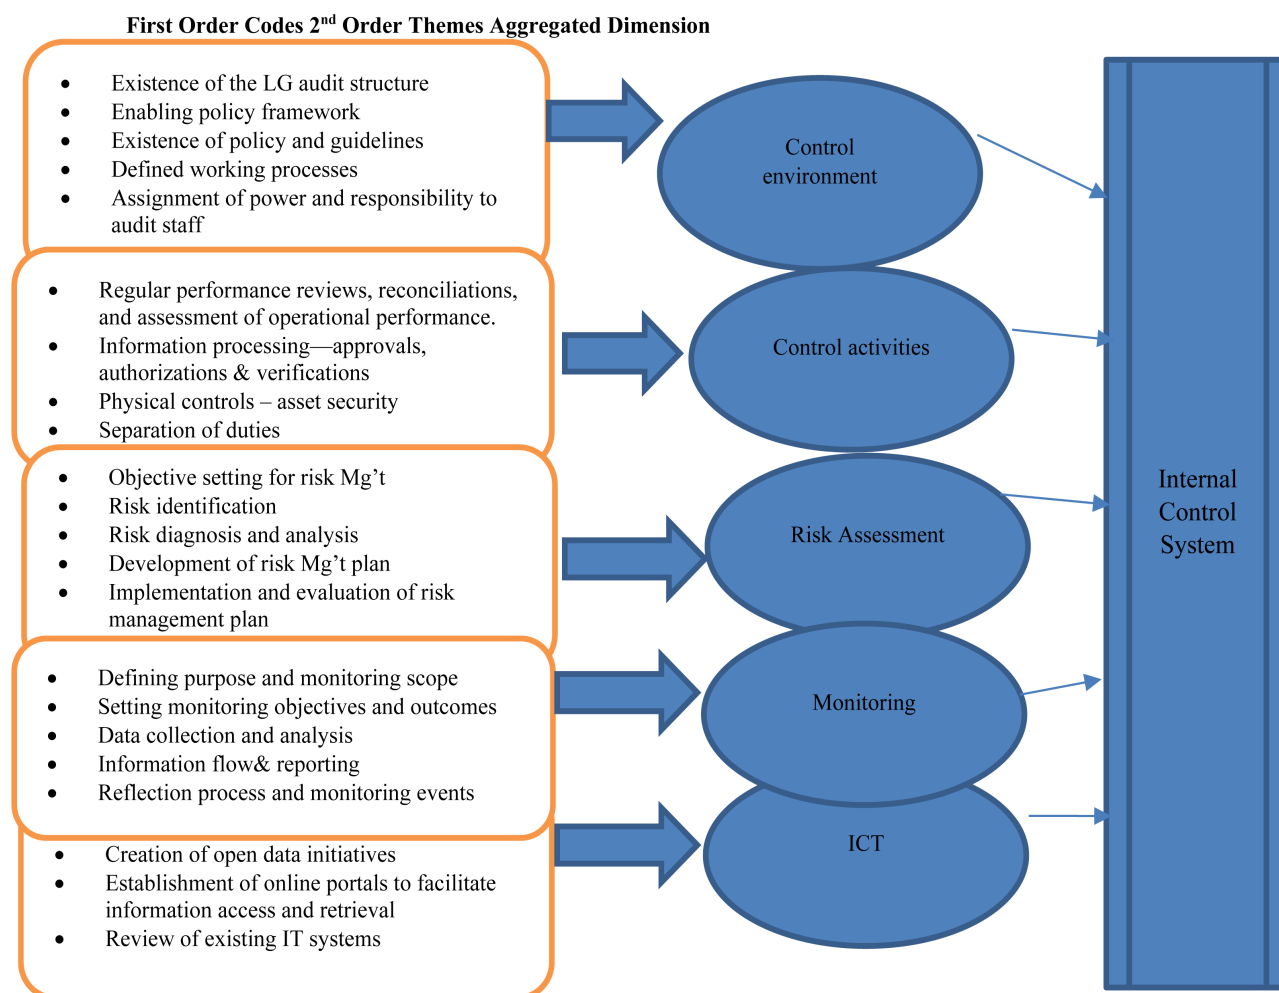 First Order Codes 2nd Order Themes Aggregated Dimension
• Existence of the LG audit structure
• Enabling policy framework
• Existence of policy and guidelines
• Defined working processes
• Assignment of power and responsibility to
audit staff
Control
environment
• Regular performance reviews, reconciliations,
and assessment of operational performance.
• Information processing—approvals,
authorizations & verifications
• Physical controls – asset security
• Separation of duties
Control activities
• Objective setting for risk Mg’t
• Risk identification
• Risk diagnosis and analysis
• Development of risk Mg’t plan
• Implementation and evaluation of risk
management plan
Risk Assessment
• Defining purpose and monitoring scope
• Setting monitoring objectives and outcomes
• Data collection and analysis
• Information flow& reporting
• Reflection process and monitoring events
Monitoring
• Creation of open data initiatives
• Establishment of online portals to facilitate
information access and retrieval
• Review of existing IT systems
ICT
Internal
Control
System